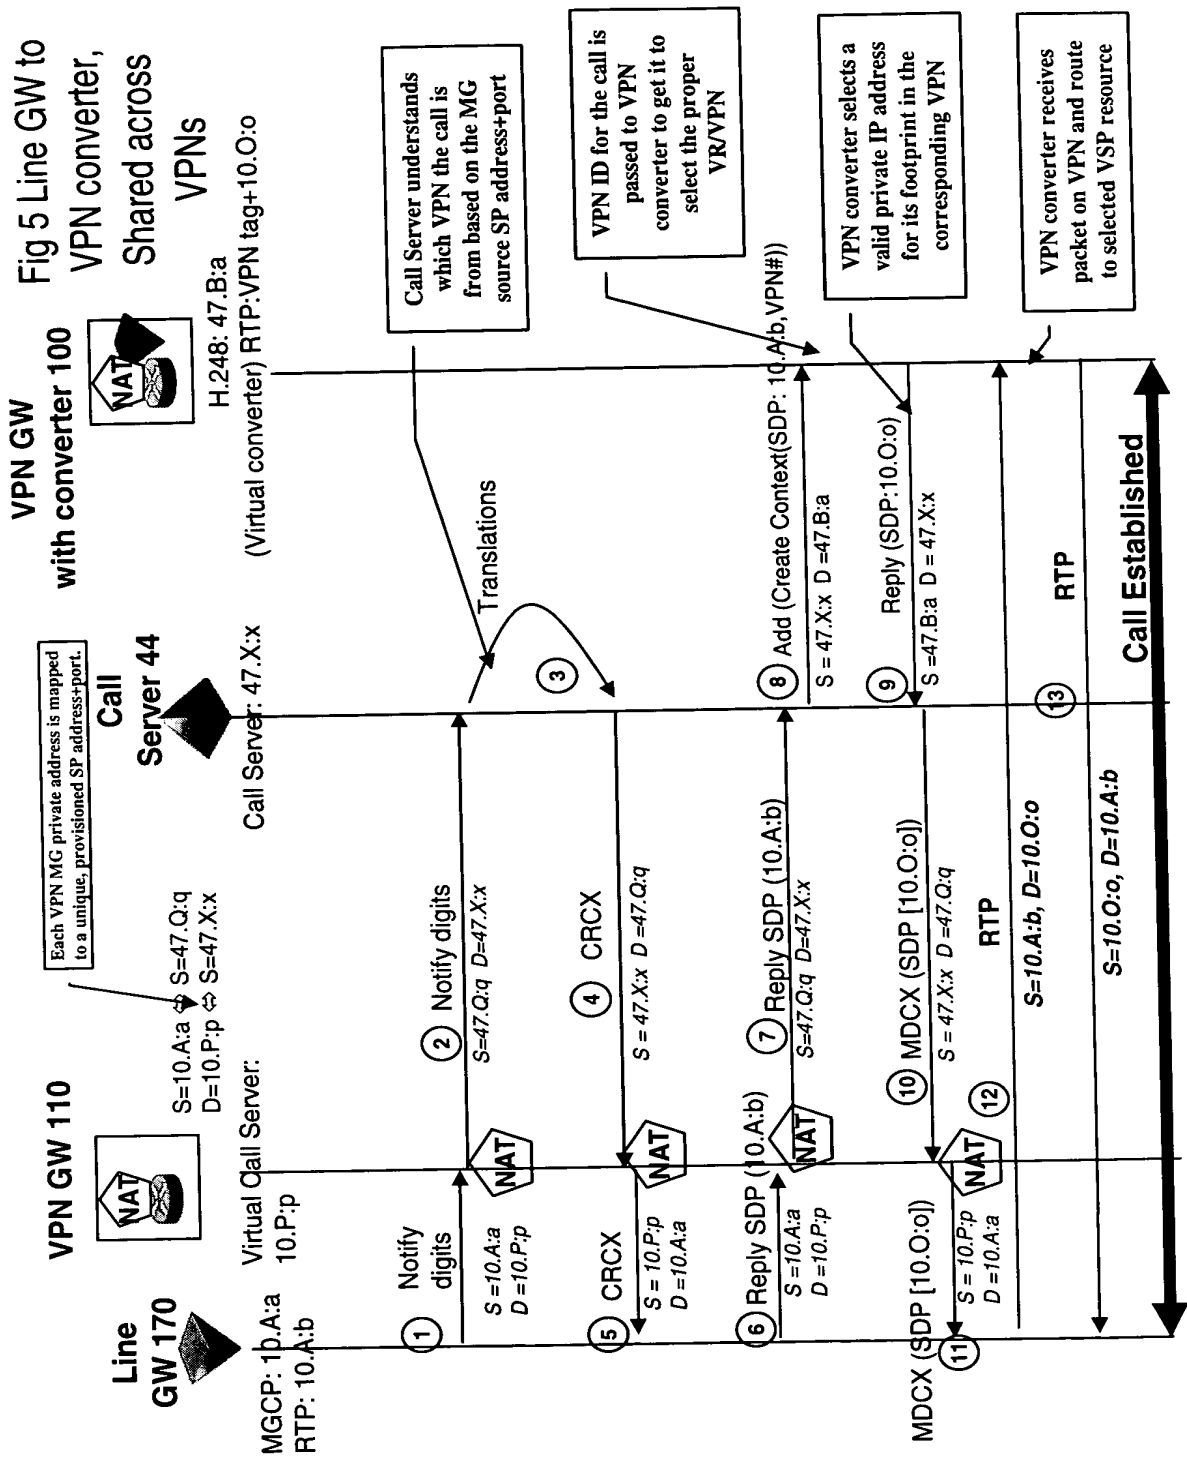 Fig 5 Line GW to
VPN converter,
Shared across
VPNs
Line
GW 170
VPN GW 110
NAT
Each VPN MG private address is mapped
to a unique, provisioned SP address+port.
Call
Server 44
VPN GW
with converter 100
NAT
MGCP: 10.A:a
RTP: 10.A:b
Virtual Call Server:
10.P:p
S=10.A:a ⇔ S=47.Q:q
D=10.P:p ⇔ S=47.X:x
Call Server: 47.X:x
H.248: 47.B:a
(Virtual converter) RTP:VPN tag+10.O:o
Call Server understands
which VPN the call is
from based on the MG
source SP address+port
1
Notify
digits
S =10.A:a
D =10.P:p
NAT
2
Notify digits
S=47.Q:q D=47.X:x
Translations
3
4
CRCX
S = 47.X:x D =47.Q:q
NAT
5
CRCX
S = 10.P:p
D =10.A:a
VPN ID for the call is
passed to VPN
converter to get it to
select the proper
VR/VPN
6
Reply SDP (10.A:b)
S =10.A:a
D =10.P:p
NAT
7
Reply SDP (10.A:b)
S=47.Q:q D=47.X:x
8
Add (Create Context(SDP: 10.A:b,VPN#))
S = 47.X:x D =47.B:a
VPN converter selects a
valid private IP address
for its footprint in the
corresponding VPN
9
Reply (SDP:10.O:o)
S =47.B:a D = 47.X:x
10
MDCX (SDP [10.O:o])
S = 47.X:x D =47.Q:q
NAT
MDCX (SDP [10.O:o])
11
S = 10.P:p
D =10.A:a
VPN converter receives
packet on VPN and route
to selected VSP resource
12
RTP
S=10.A:b, D=10.O:o
13
RTP
S=10.O:o, D=10.A:b
Call Established